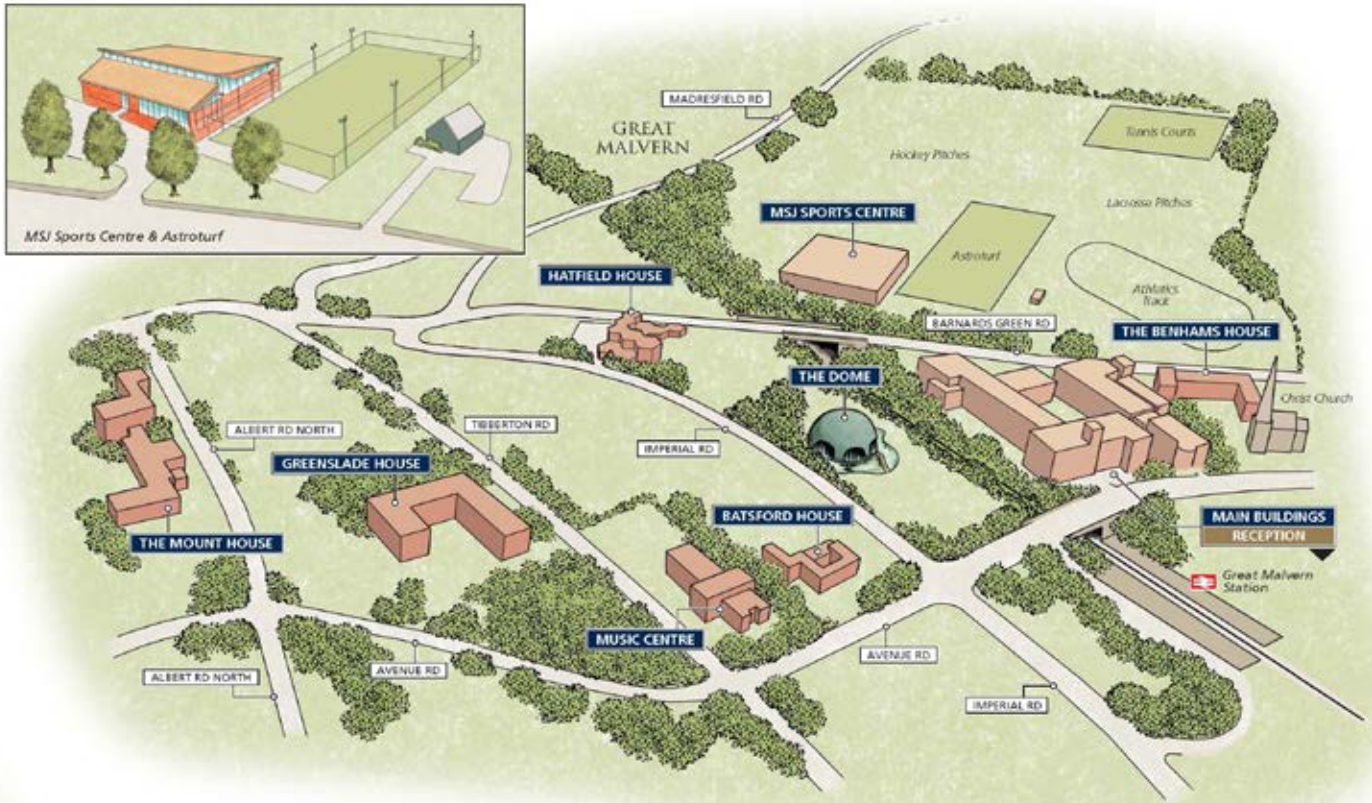 MSJ Sports Centre & Astroturf
MADRESFIELD RD
GREAT
MALVERN
Tennis Courts
Hockey Pitches
Lacrosse Pitches
MSJ SPORTS CENTRE
Astroturf
HATFIELD HOUSE
Athletics
Track
BARNARDS GREEN RD
THE BENHAMS HOUSE
THE DOME
Christ Church
ALBERT RD NORTH
TIBBERTON RD
IMPERIAL RD
GREENSLADE HOUSE
BATSFORD HOUSE
MAIN BUILDINGS
RECEPTION
THE MOUNT HOUSE
Great Malvern
Station
MUSIC CENTRE
AVENUE RD
AVENUE RD
ALBERT RD NORTH
IMPERIAL RD